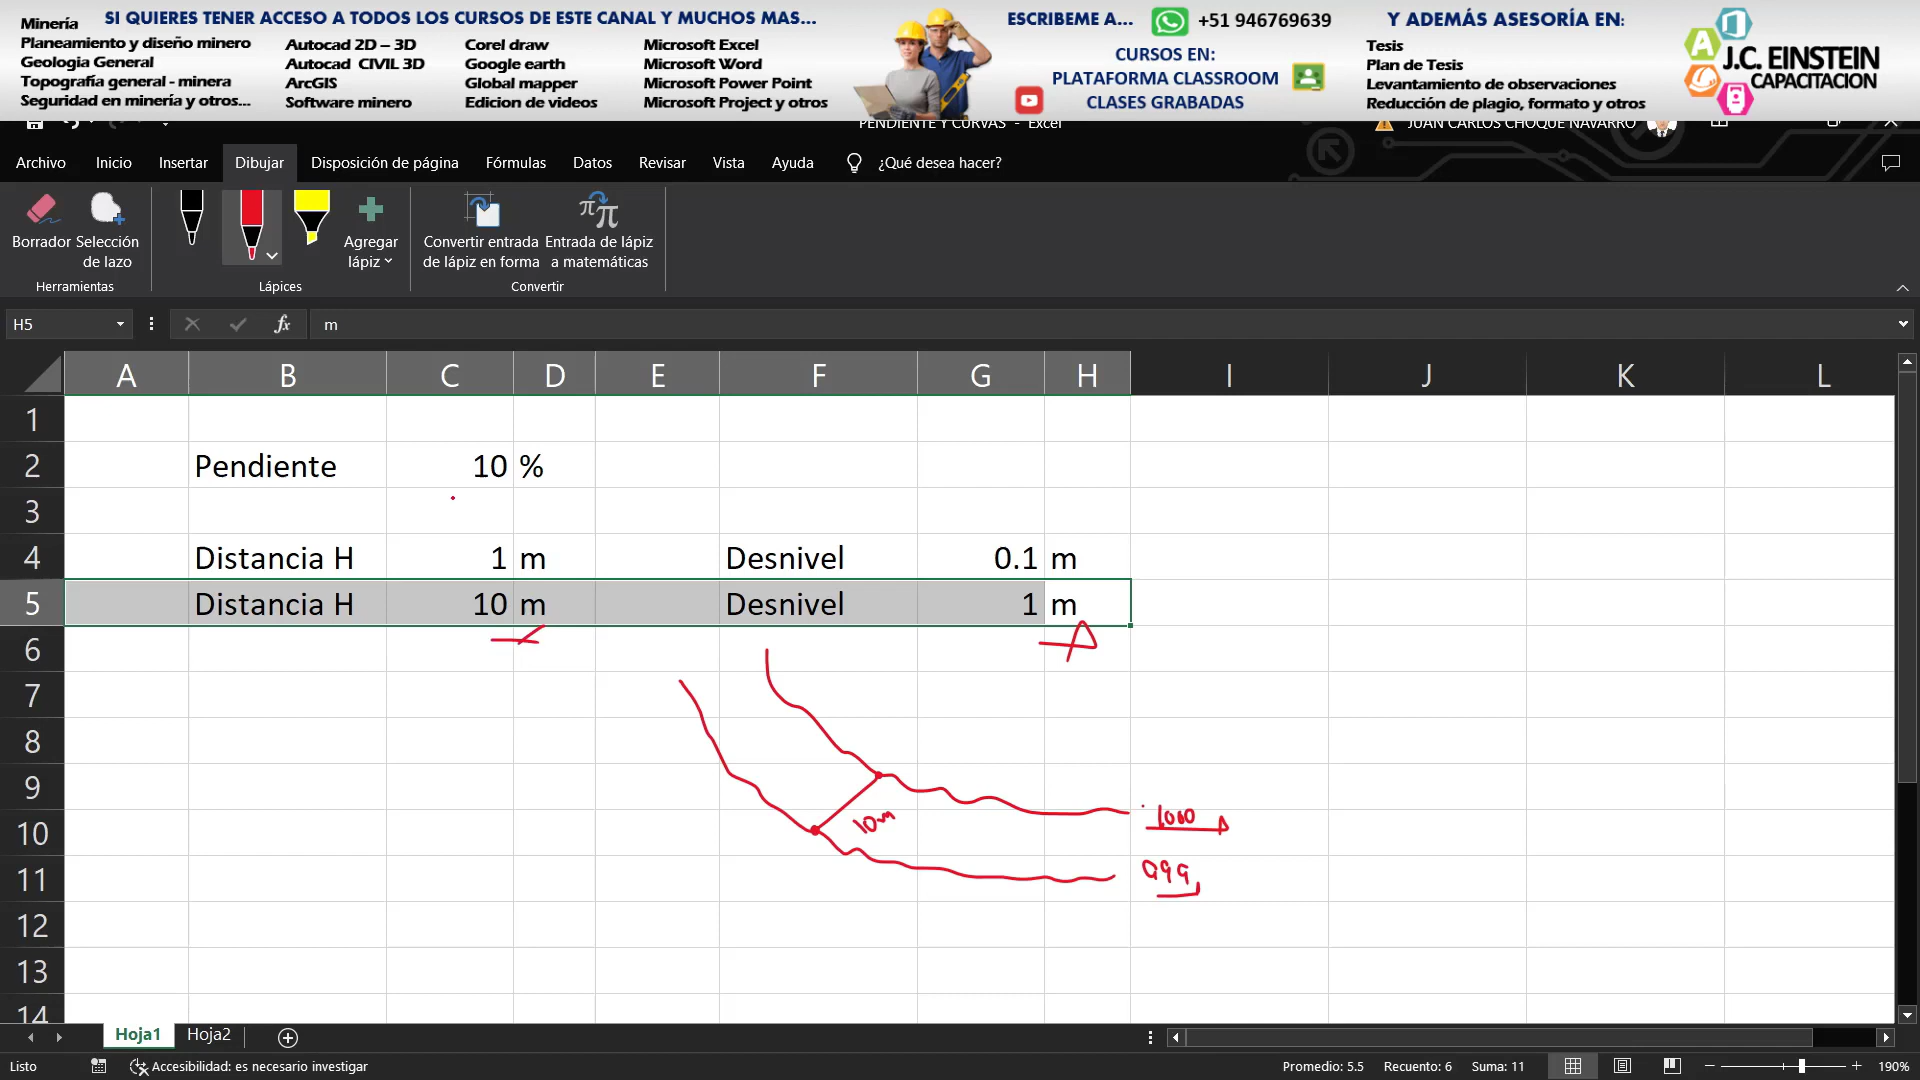 SI QUIERES TENER ACCESO A TODOS LOS CURSOS DE ESTE CANAL Y MUCHOS MAS...
Minería
Planeamiento y diseño minero
Geologia General
Topografía general - minera
Seguridad en minería y otros...
Autocad 2D – 3D
Autocad CIVIL 3D
ArcGIS
Software minero
Corel draw
Google earth
Global mapper
Edicion de videos
Microsoft Excel
Microsoft Word
Microsoft Power Point
Microsoft Project y otros
ESCRIBEME A... +51 946769639
CURSOS EN:
PLATAFORMA CLASSROOM
CLASES GRABADAS
Y ADEMÁS ASESORÍA EN:
Tesis
Plan de Tesis
Levantamiento de observaciones
Reducción de plagio, formato y otros
J.C. EINSTEIN
CAPACITACION
PENDIENTE Y CURVAS - Excel
JUAN CARLOS CHOQUE NAVARRO
Archivo Inicio Insertar Dibujar Disposición de página Fórmulas Datos Revisar Vista Ayuda ¿Qué desea hacer?
Borrador
Selección de lazo
Agregar lápiz
Convertir entrada de lápiz en forma
Entrada de lápiz a matemáticas
Herramientas Lápices Convertir
H5 fx m
A B C D E F G H I J K L
1
2 Pendiente 10 %
3
4 Distancia H 1 m Desnivel 0.1 m
5 Distancia H 10 m Desnivel 1 m
6
7
8
9
10m
1000
10
999
11
12
13
14
Hoja1 Hoja2
Listo Accesibilidad: es necesario investigar Promedio: 5.5 Recuento: 6 Suma: 11 190%